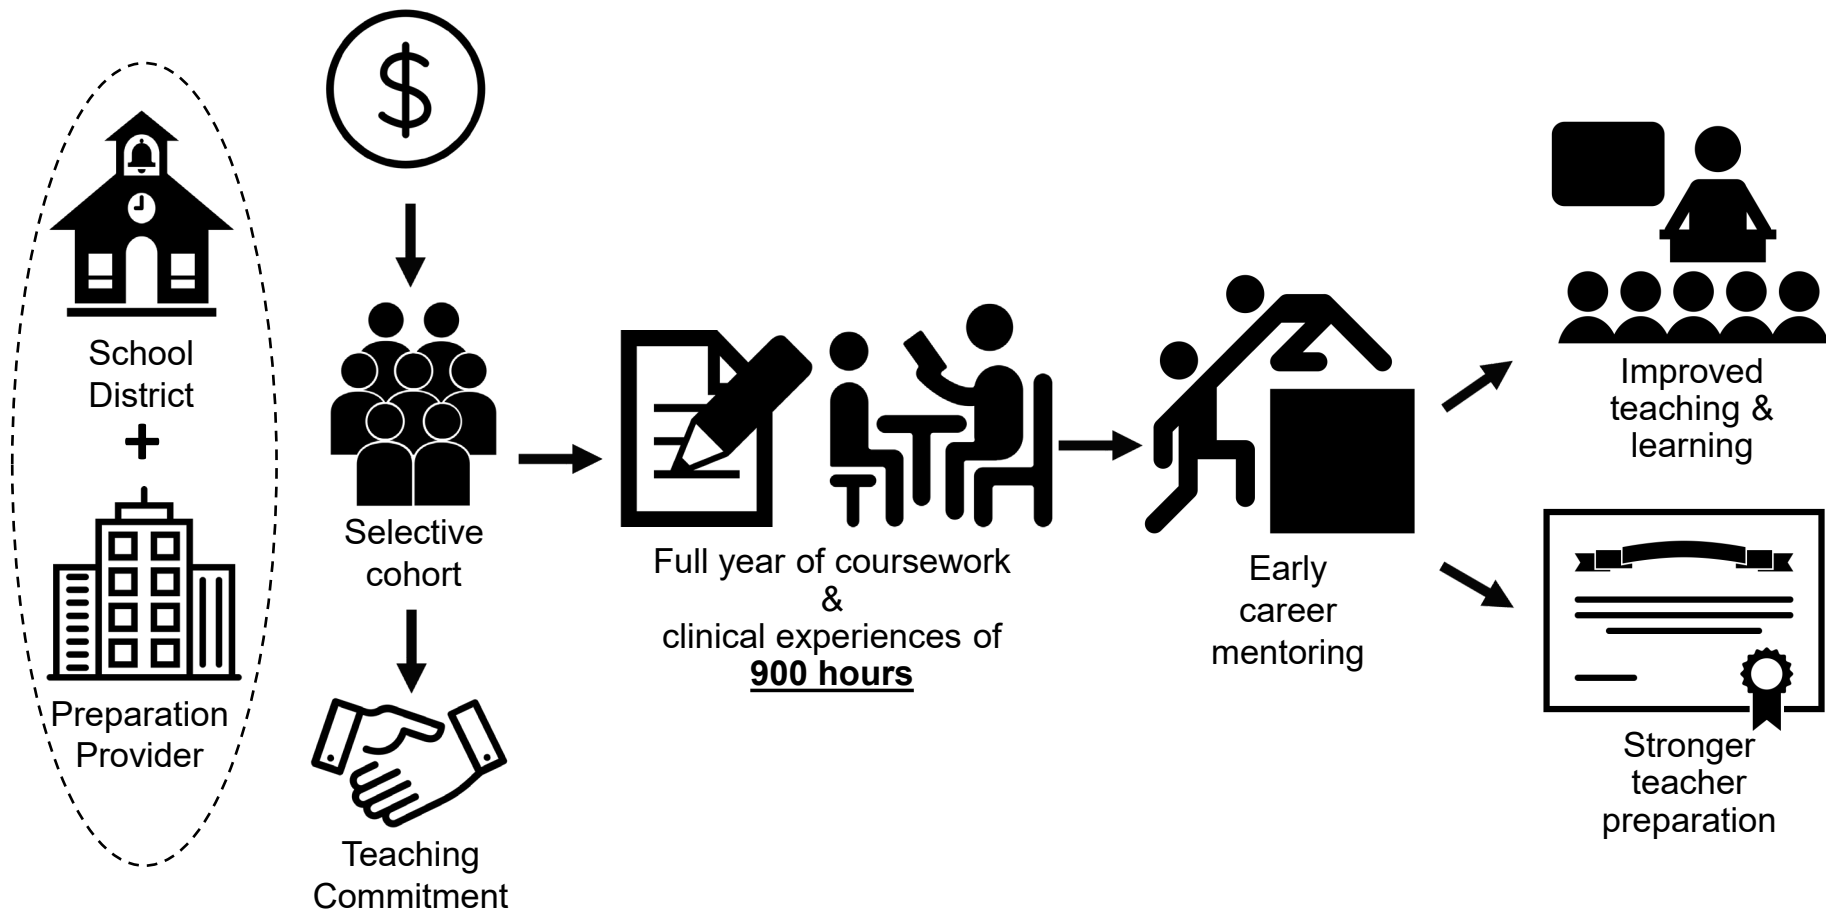 School
District
+
Preparation
Provider
$
Selective
cohort
Teaching
Commitment
Full year of coursework
&
clinical experiences of
900 hours
Early
career
mentoring
Improved
teaching &
learning
Stronger
teacher
preparation